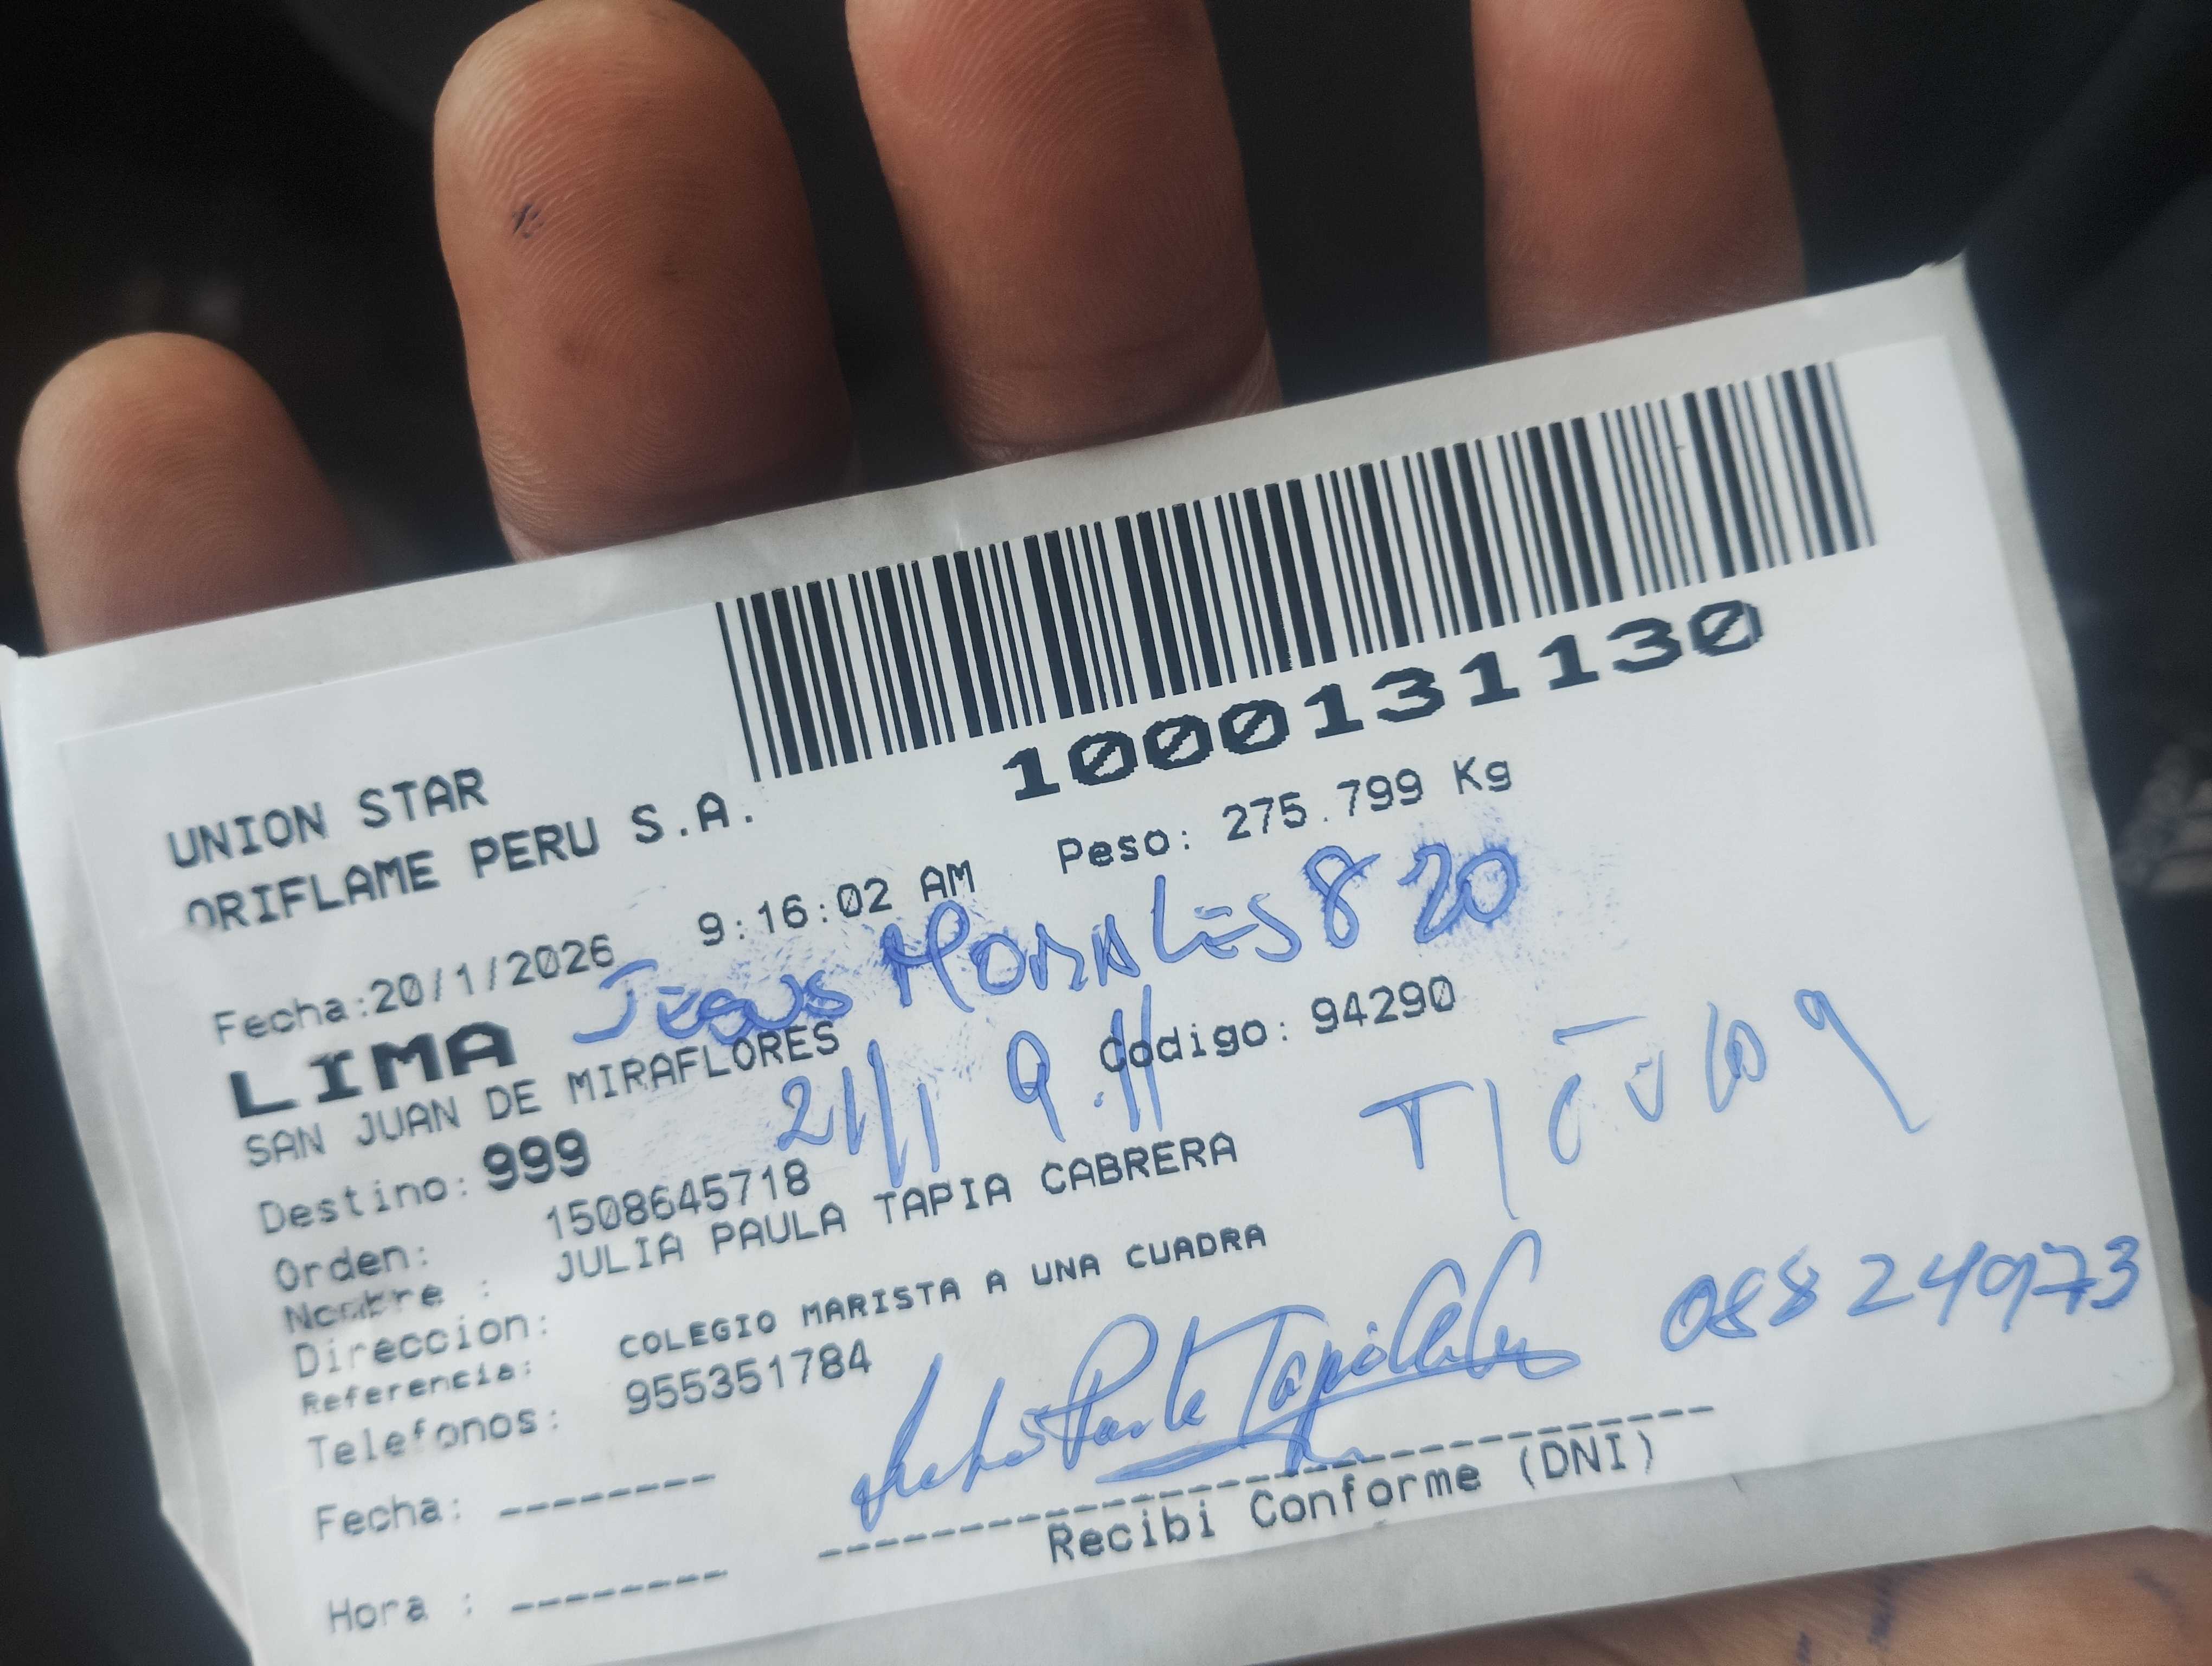 1000131130
UNION STAR
ORIFLAME PERU S.A.
Peso: 275.799 Kg
Fecha:20/1/2026 9:16:02 AM
JESUS MORALES 820
LIMA
SAN JUAN DE MIRAFLORES
Codigo: 94290
21/1 9.11
Destino: 999
Orden: 1508645718
Nombre : JULIA PAULA TAPIA CABRERA
Direccion:
Referencia: COLEGIO MARISTA A UNA CUADRA
Telefonos: 955351784
08824973
Fecha: --------
Hora : --------
Recibi Conforme (DNI)